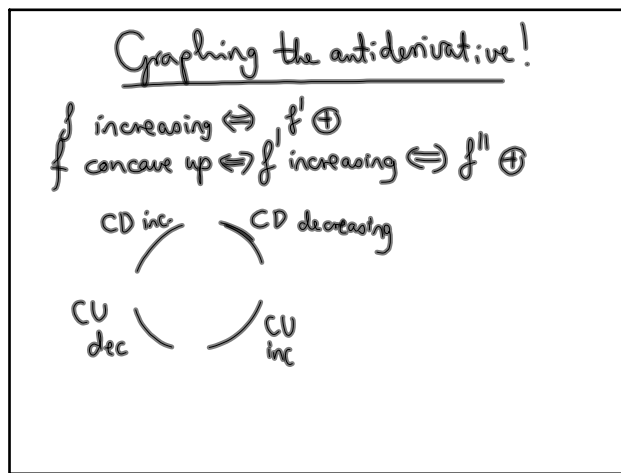 Graphing the antiderivative!
f increasing ⇔ f' ⊕
f concave up ⇔ f' increasing ⇔ f'' ⊕
CD inc. CD decreasing
CU dec
CU inc